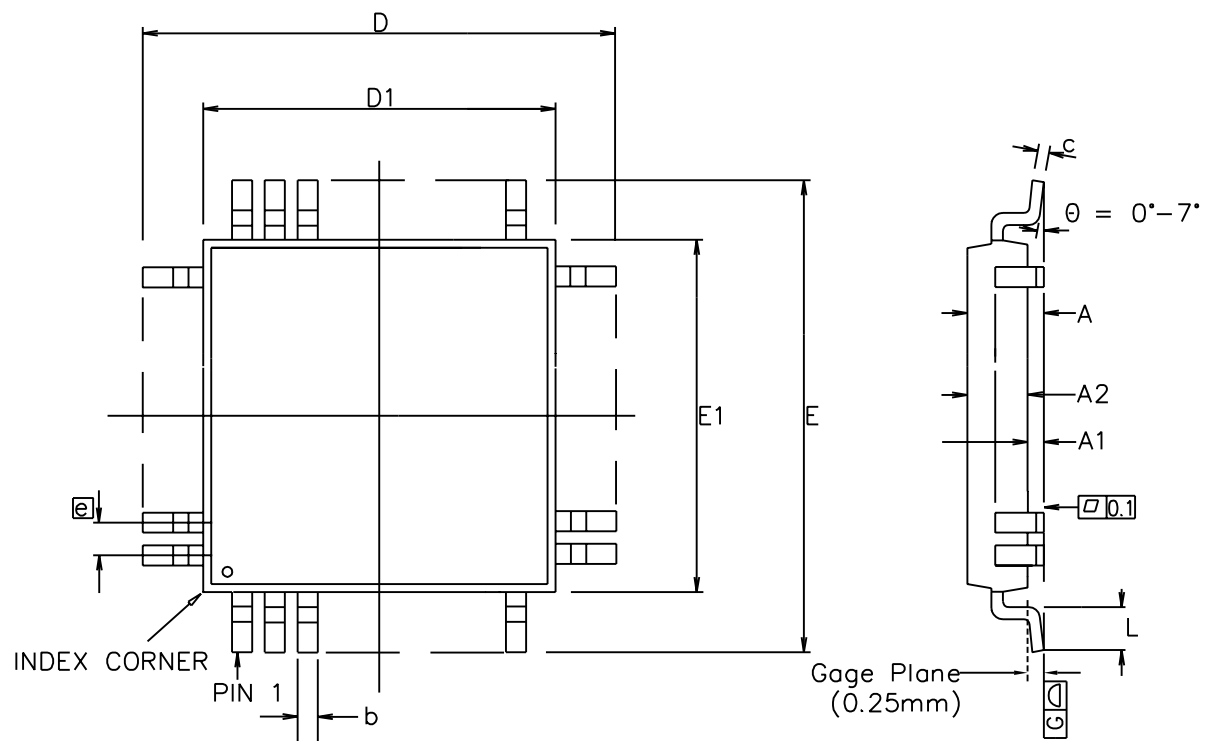 D
D1
c
θ = 0°-7°
A
E1
E
A2
A1
e
0.1
L
INDEX CORNER
PIN 1
b
Gage Plane
(0.25mm)
G